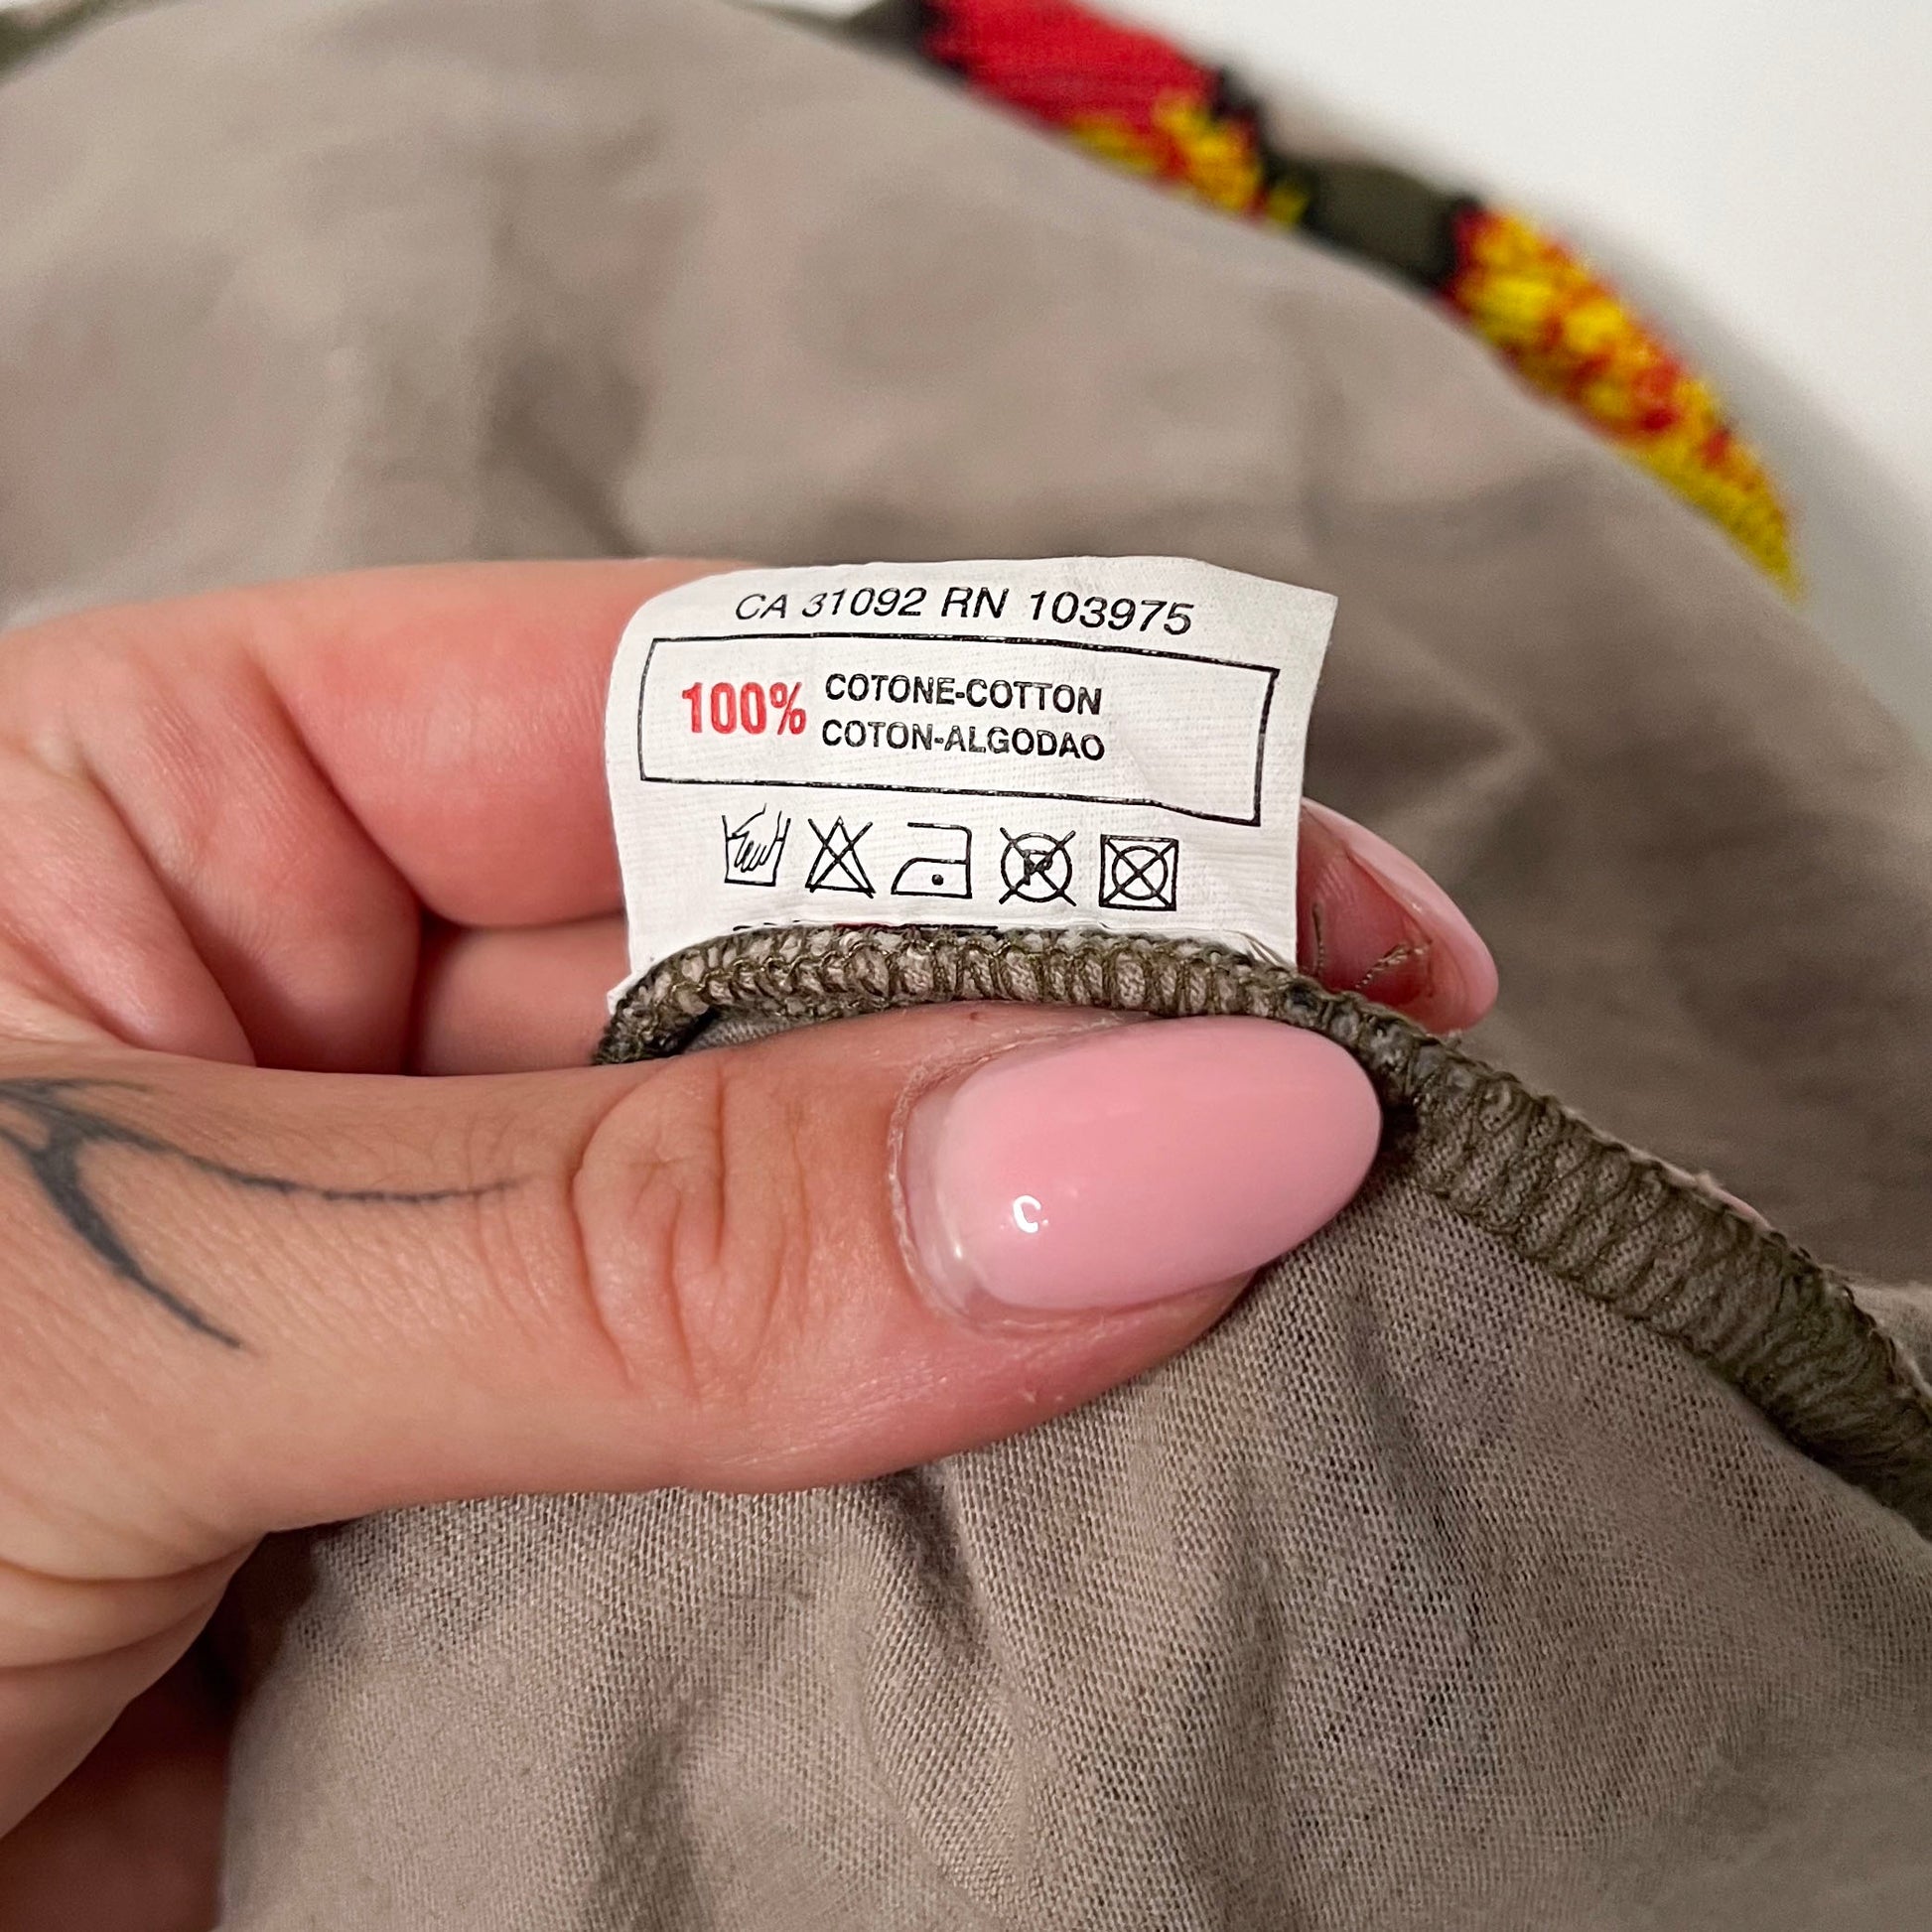 CA 31092 RN 103975
100% COTONE-COTTON
COTON-ALGODAO
P